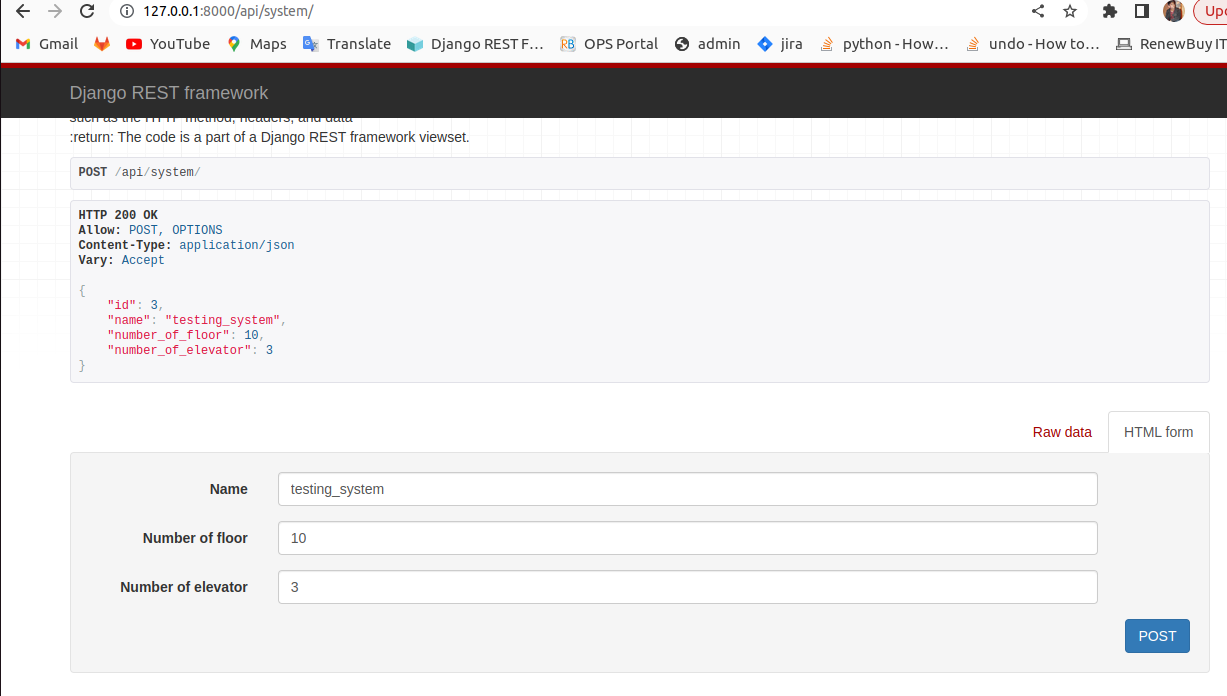 127.0.0.1:8000/api/system/
Upd
Gmail YouTube Maps Translate Django REST F... OPS Portal admin jira python - How... undo - How to... RenewBuy IT
Django REST framework
such as the HTTP method, headers, and data
:return: The code is a part of a Django REST framework viewset.
POST /api/system/
HTTP 200 OK
Allow: POST, OPTIONS
Content-Type: application/json
Vary: Accept
{
"id": 3,
"name": "testing_system",
"number_of_floor": 10,
"number_of_elevator": 3
}
Raw data HTML form
Name testing_system
Number of floor 10
Number of elevator 3
POST